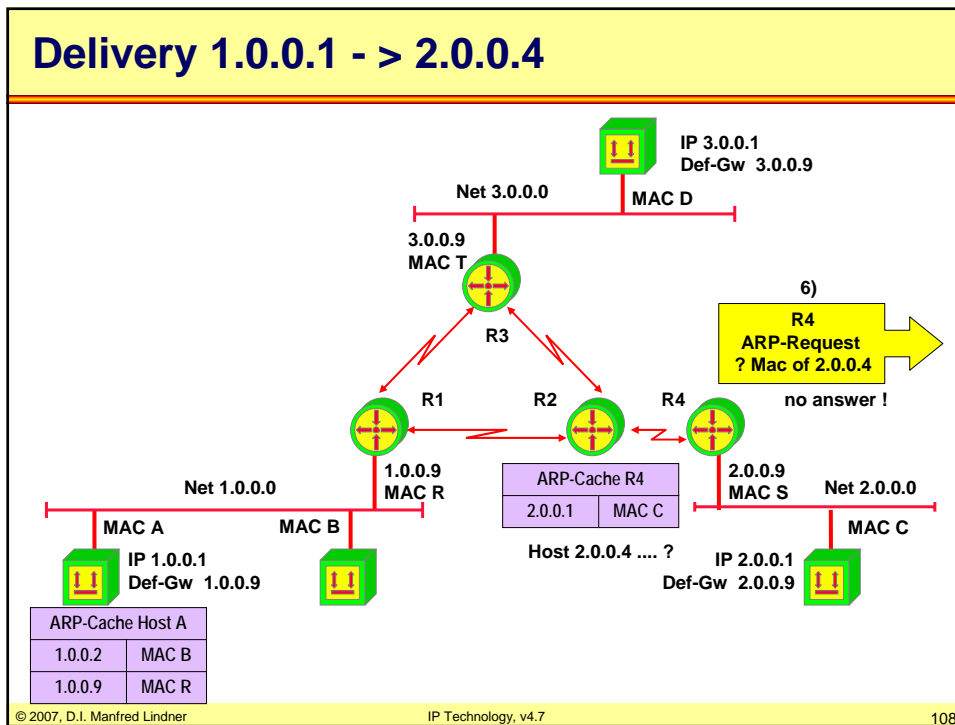 Delivery 1.0.0.1 - > 2.0.0.4
IP 3.0.0.1
Def-Gw 3.0.0.9
Net 3.0.0.0
MAC D
3.0.0.9
MAC T
R3
6)
R4
ARP-Request
? Mac of 2.0.0.4
no answer !
R1
R2
R4
1.0.0.9
MAC R
Net 1.0.0.0
ARP-Cache R4
2.0.0.1 MAC C
Host 2.0.0.4 .... ?
2.0.0.9
MAC S
Net 2.0.0.0
MAC A
MAC B
MAC C
IP 1.0.0.1
Def-Gw 1.0.0.9
IP 2.0.0.1
Def-Gw 2.0.0.9
ARP-Cache Host A
1.0.0.2 MAC B
1.0.0.9 MAC R
© 2007, D.I. Manfred Lindner
IP Technology, v4.7
108